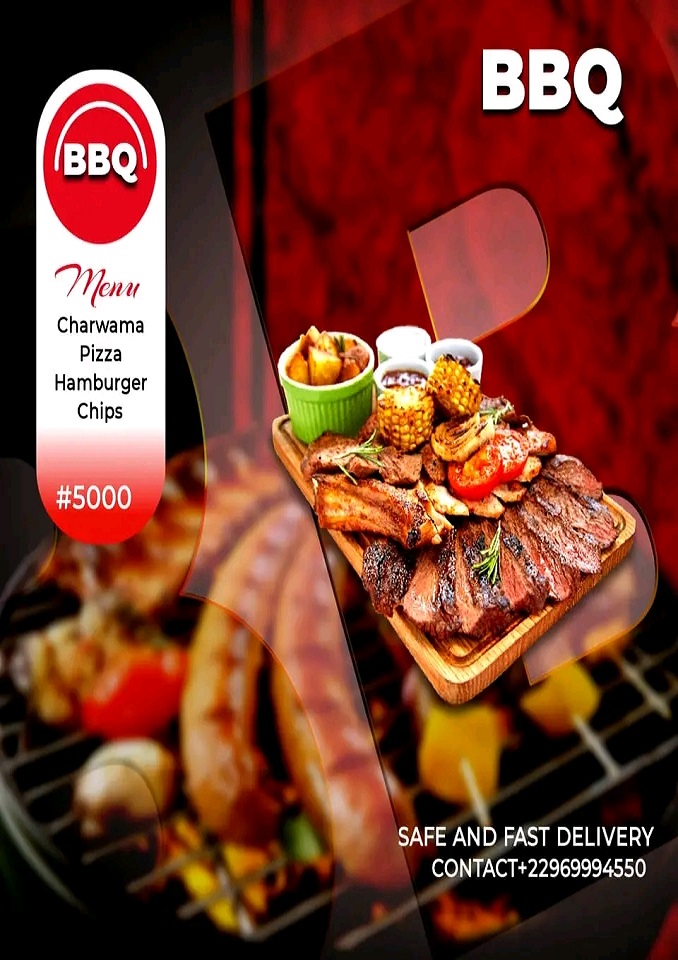 BBQ
BBQ
Menu
Charwama
Pizza
Hamburger
Chips
#5000
SAFE AND FAST DELIVERY
CONTACT+22969994550